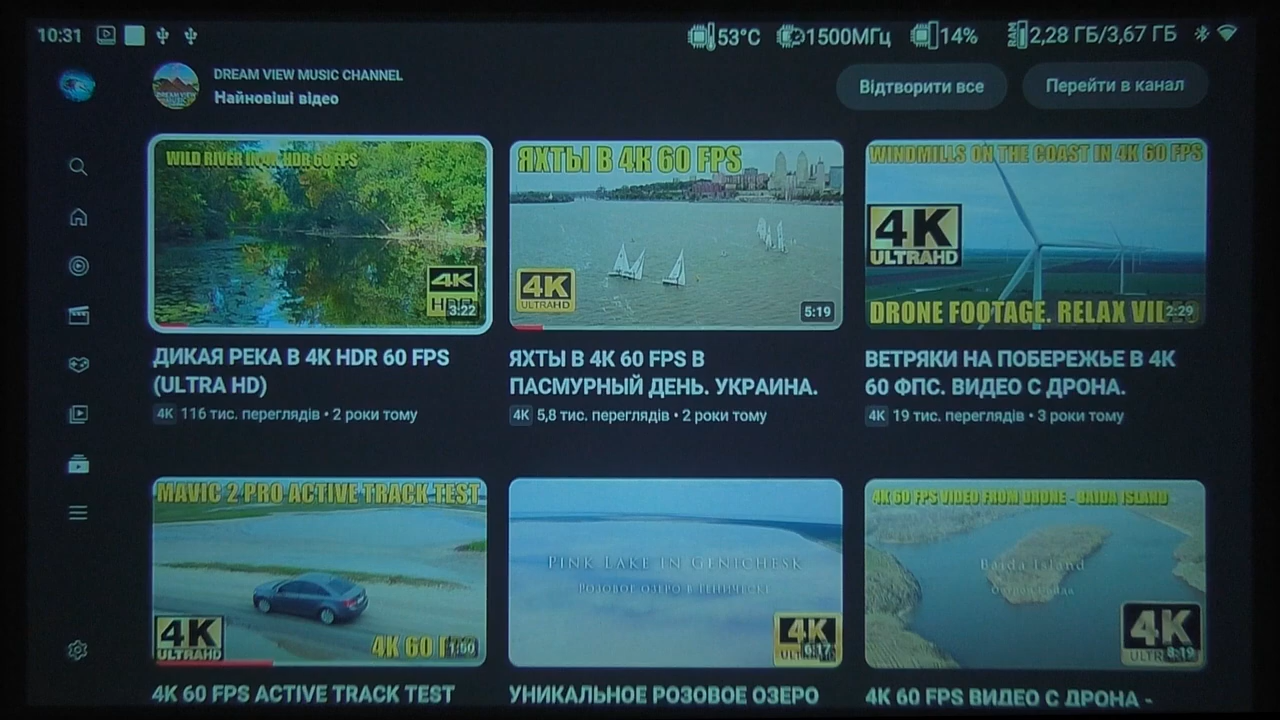 10:31 53°C 1500МГц 14% RAM 2,28 ГБ/3,67 ГБ
DREAM VIEW MUSIC CHANNEL
Найновіші відео
Відтворити все
Перейти в канал
WILD RIVER IN 4K HDR 60 FPS
4K
HDR
3:22
ЯХТЫ В 4К 60 FPS
4K
ULTRAHD
5:19
WINDMILLS ON THE COAST IN 4K 60 FPS
4K
ULTRAHD
DRONE FOOTAGE. RELAX
2:29
ДИКАЯ РЕКА В 4K HDR 60 FPS
(ULTRA HD)
4K 116 тис. переглядів • 2 роки тому
ЯХТЫ В 4K 60 FPS В
ПАСМУРНЫЙ ДЕНЬ. УКРАИНА.
4K 5,8 тис. переглядів • 2 роки тому
ВЕТРЯКИ НА ПОБЕРЕЖЬЕ В 4К
60 ФПС. ВИДЕО С ДРОНА.
4K 19 тис. переглядів • 3 роки тому
MAVIC 2 PRO ACTIVE TRACK TEST
4K
ULTRAHD
4K 60
1:50
PINK LAKE IN GENICHESK
РОЗОВОЕ ОЗЕРО В ГЕНИЧЕСКЕ
4K
4K 60 FPS VIDEO FROM DRONE - BAIDA ISLAND
Baida Island
Остров Байда
4K
ULTRAHD
8:19
4K 60 FPS ACTIVE TRACK TEST
УНИКАЛЬНОЕ РОЗОВОЕ ОЗЕРО
4K 60 FPS ВИДЕО С ДРОНА -